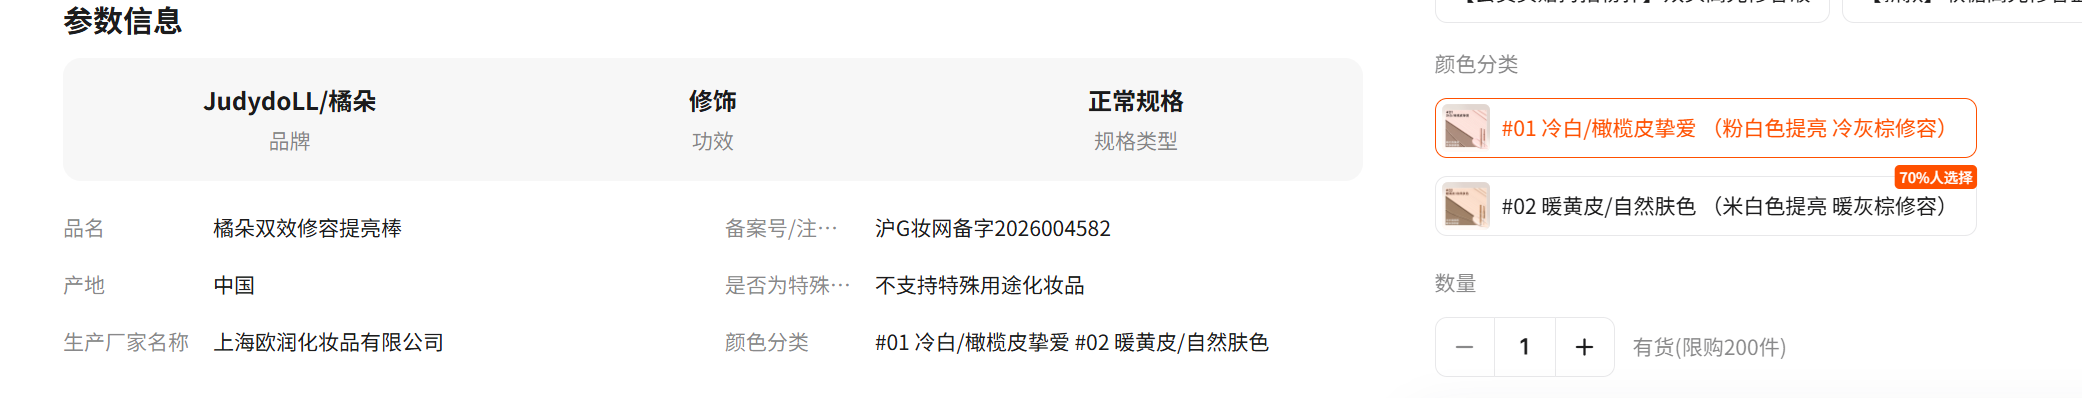 参数信息
JudydoLL/橘朵
品牌
修饰
功效
正常规格
规格类型
品名
橘朵双效修容提亮棒
备案号/注…
沪G妆网备字2026004582
产地
中国
是否为特殊…
不支持特殊用途化妆品
生产厂家名称
上海欧润化妆品有限公司
颜色分类
#01 冷白/橄榄皮挚爱 #02 暖黄皮/自然肤色
颜色分类
#01 冷白/橄榄皮挚爱 （粉白色提亮 冷灰棕修容）
70%人选择
#02 暖黄皮/自然肤色 （米白色提亮 暖灰棕修容）
数量
− 1 +
有货(限购200件)